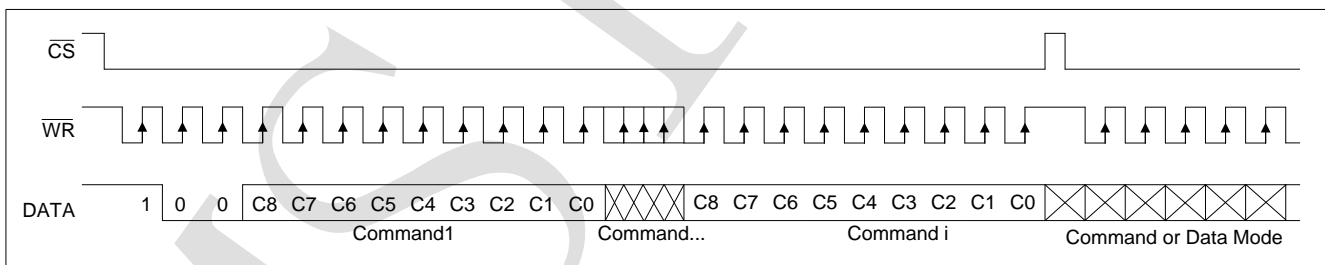 CS
WR
DATA 1 0 0 C8 C7 C6 C5 C4 C3 C2 C1 C0 C8 C7 C6 C5 C4 C3 C2 C1 C0
Command1 Command... Command i Command or Data Mode